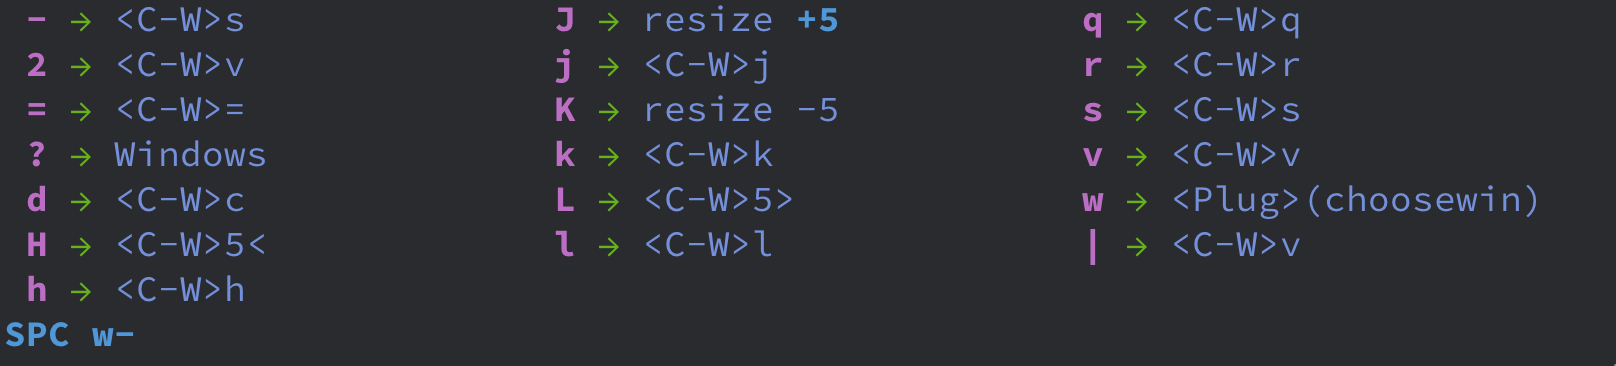 - → <C-W>s J → resize +5 q → <C-W>q
2 → <C-W>v j → <C-W>j r → <C-W>r
= → <C-W>= K → resize -5 s → <C-W>s
? → Windows k → <C-W>k v → <C-W>v
d → <C-W>c L → <C-W>5> w → <Plug>(choosewin)
H → <C-W>5< l → <C-W>l | → <C-W>v
h → <C-W>h
SPC w-